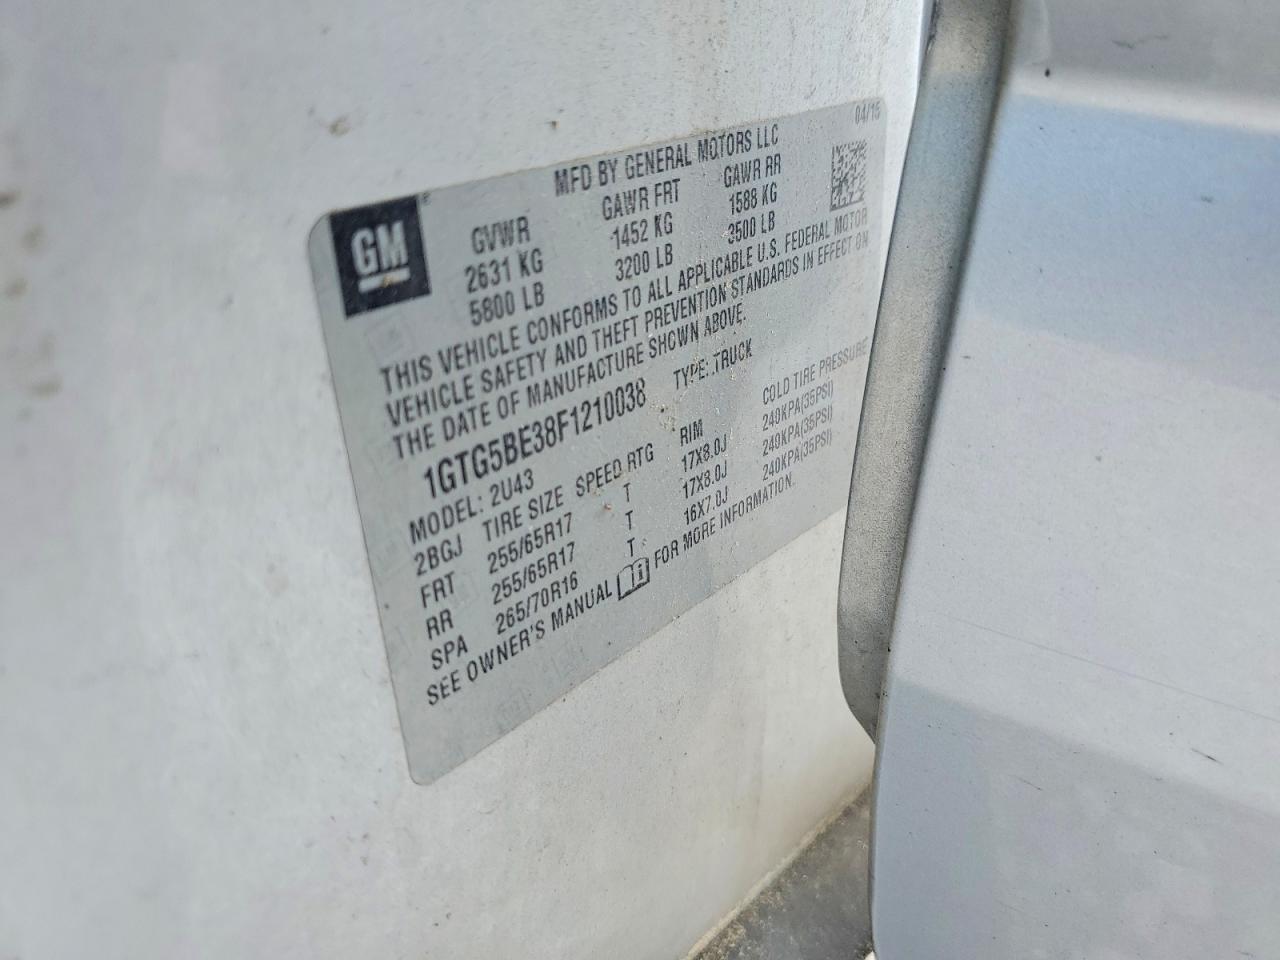 04/15
MFD BY GENERAL MOTORS LLC
GM
GVWR GAWR FRT GAWR RR
2631 KG 1452 KG 1588 KG
5800 LB 3200 LB 3500 LB
THIS VEHICLE CONFORMS TO ALL APPLICABLE U.S. FEDERAL MOTOR
VEHICLE SAFETY AND THEFT PREVENTION STANDARDS IN EFFECT ON
THE DATE OF MANUFACTURE SHOWN ABOVE.
1GTG5BE38F1210038 TYPE: TRUCK
MODEL: 2U43
2BGJ TIRE SIZE SPEED RTG RIM COLD TIRE PRESSURE
FRT 255/65R17 T 17X8.0J 240KPA(35PSI)
RR 255/65R17 T 17X8.0J 240KPA(35PSI)
SPA 265/70R16 T 16X7.0J 240KPA(35PSI)
SEE OWNER'S MANUAL FOR MORE INFORMATION.